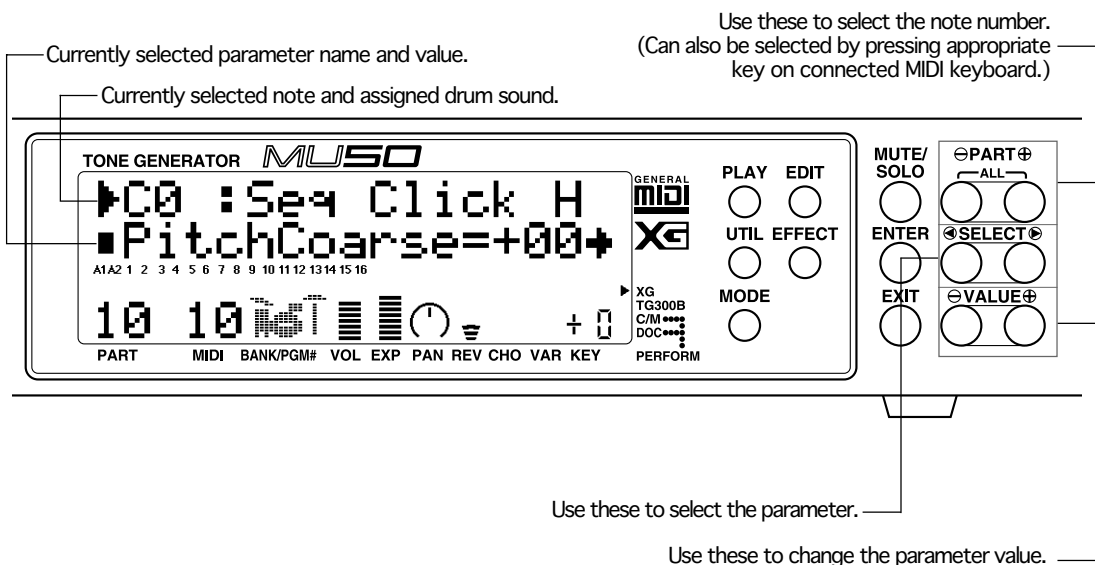 Use these to select the note number.
(Can also be selected by pressing appropriate
key on connected MIDI keyboard.)
Currently selected parameter name and value.
Currently selected note and assigned drum sound.
TONE GENERATOR MU50
C0 :Seq Click H
PitchCoarse=+00
A1 A2 1 2 3 4 5 6 7 8 9 10 11 12 13 14 15 16
10 10 + 0
PART MIDI BANK/PGM# VOL EXP PAN REV CHO VAR KEY
GENERAL
MIDI
XG
XG
TG300B
C/M
DOC
PERFORM
PLAY EDIT
UTIL EFFECT
MODE
MUTE/
SOLO
ENTER
EXIT
⊖PART⊕
ALL
SELECT
⊖VALUE⊕
Use these to select the parameter.
Use these to change the parameter value.